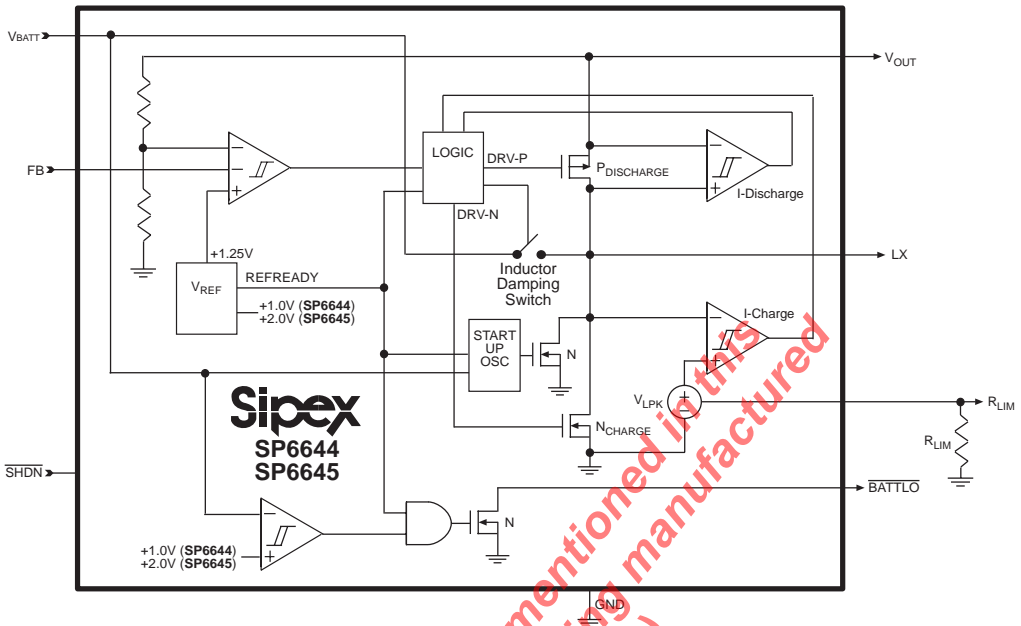 VBATT
VOUT
LOGIC
DRV-P
PDISCHARGE
I-Discharge
FB
DRV-N
+1.25V
LX
Inductor
Damping
Switch
VREF
REFREADY
+1.0V (SP6644)
+2.0V (SP6645)
I-Charge
START
UP
OSC
N
VLPK
RLIM
Sipex
SP6644
SP6645
NCHARGE
RLIM
SHDN
BATTLO
N
+1.0V (SP6644)
+2.0V (SP6645)
GND
mentioned in this
ing manufactured